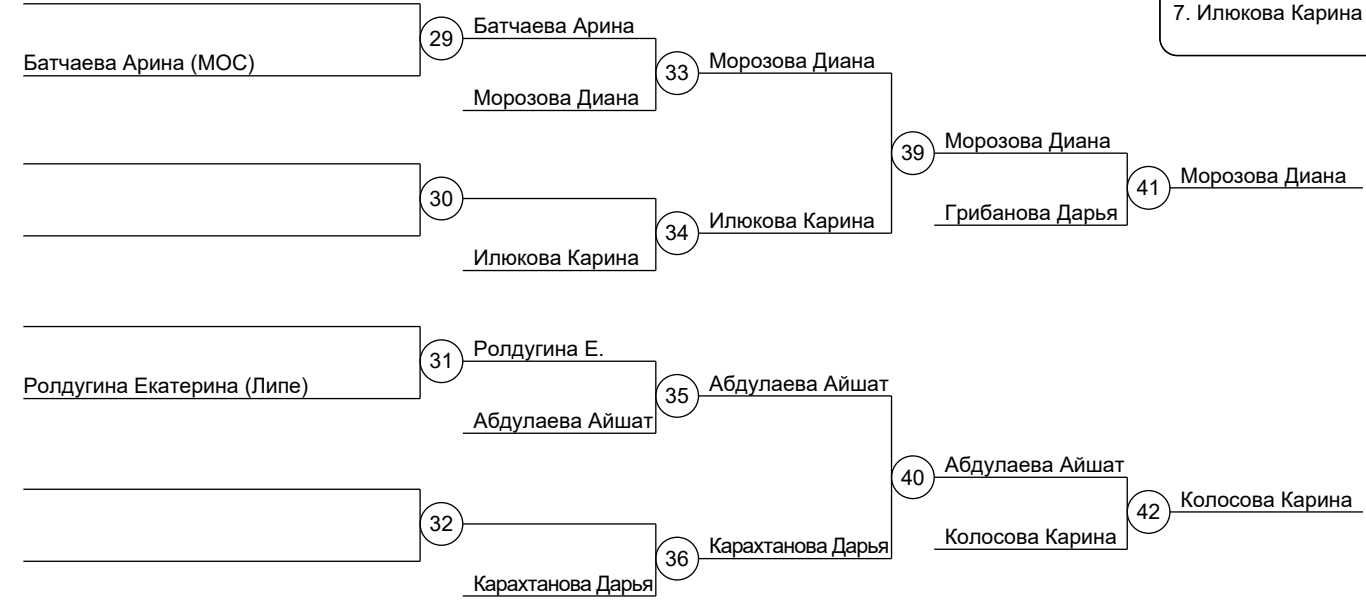 7. Илюкова Карина
Батчаева Арина
29
Батчаева Арина (МОС)
Морозова Диана
33
Морозова Диана
Морозова Диана
39
Морозова Диана
41
30
Грибанова Дарья
Илюкова Карина
34
Илюкова Карина
Ролдугина Е.
31
Ролдугина Екатерина (Липе)
Абдулаева Айшат
35
Абдулаева Айшат
Абдулаева Айшат
40
Колосова Карина
42
32
Колосова Карина
Карахтанова Дарья
36
Карахтанова Дарья